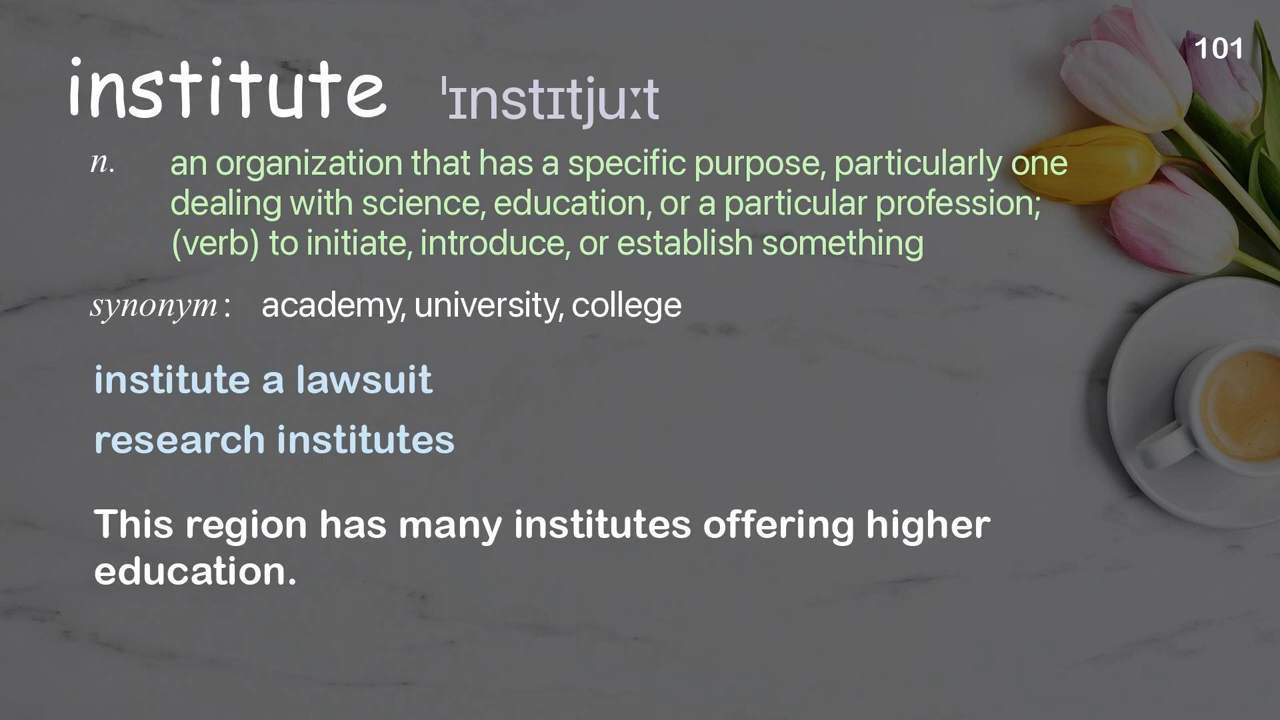 101
institute ˈɪnstɪtjuːt
n. an organization that has a specific purpose, particularly one
dealing with science, education, or a particular profession;
(verb) to initiate, introduce, or establish something
synonym: academy, university, college
institute a lawsuit
research institutes
This region has many institutes offering higher
education.